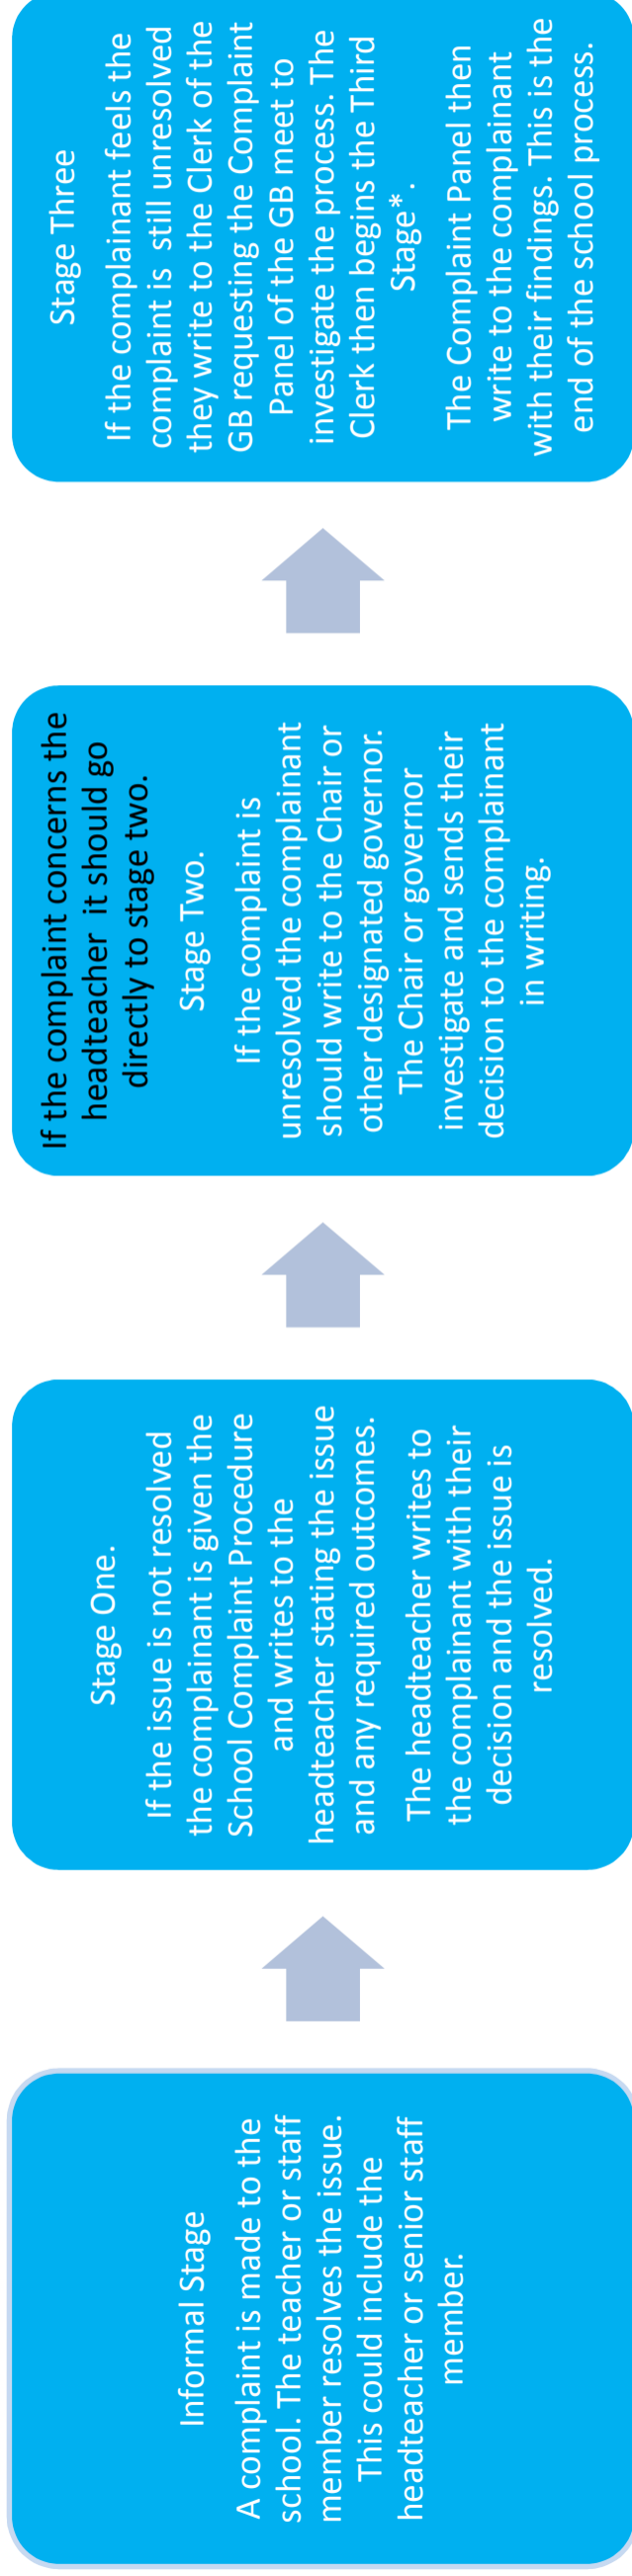 Informal Stage
A complaint is made to the
school. The teacher or staff
member resolves the issue.
This could include the
headteacher or senior staff
member.
Stage One.
If the issue is not resolved
the complainant is given the
School Complaint Procedure
and writes to the
headteacher stating the issue
and any required outcomes.
The headteacher writes to
the complainant with their
decision and the issue is
resolved.
If the complaint concerns the
headteacher it should go
directly to stage two.
Stage Two.
If the complaint is
unresolved the complainant
should write to the Chair or
other designated governor.
The Chair or governor
investigate and sends their
decision to the complainant
in writing.
Stage Three
If the complainant feels the
complaint is still unresolved
they write to the Clerk of the
GB requesting the Complaint
Panel of the GB meet to
investigate the process. The
Clerk then begins the Third
Stage*.
The Complaint Panel then
write to the complainant
with their findings. This is the
end of the school process.